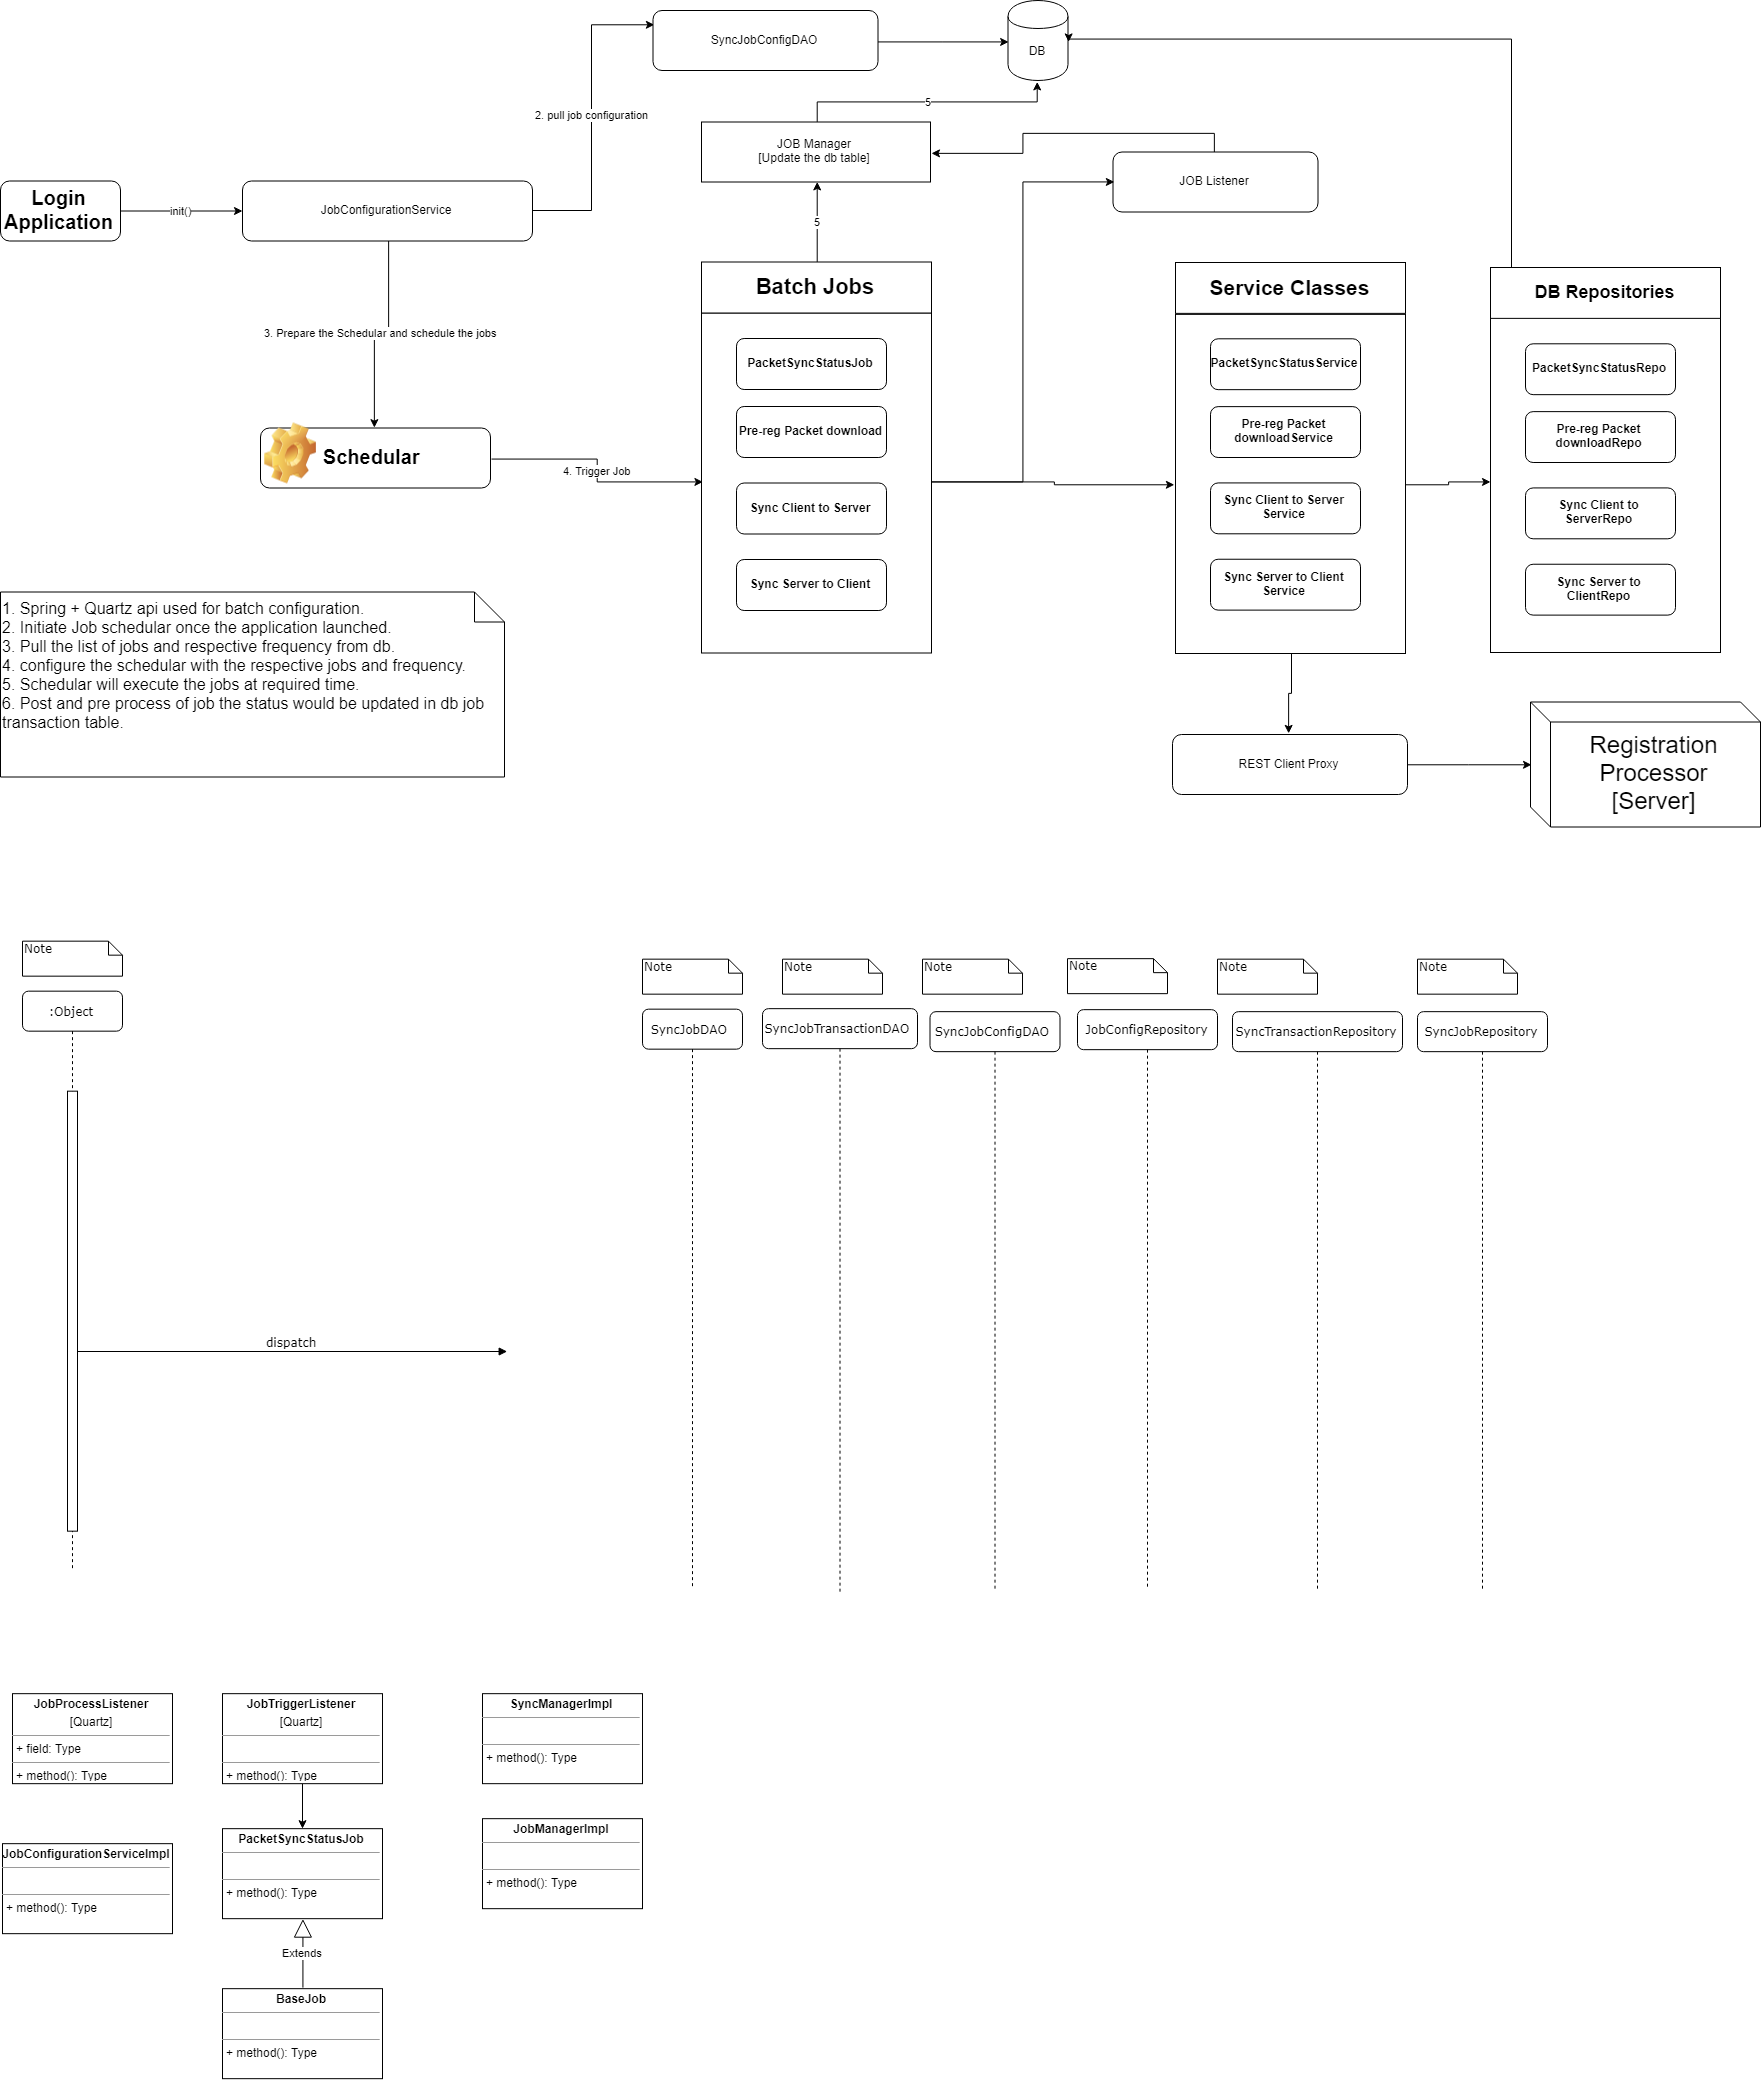 SyncJobConfigDAO
DB
2. pull job configuration
5
JOB Manager
[Update the db table]
JOB Listener
Login
Application
init()
JobConfigurationService
5
3. Prepare the Schedular and schedule the jobs
Schedular
4. Trigger Job
Batch Jobs
PacketSyncStatusJob
Pre-reg Packet download
Sync Client to Server
Sync Server to Client
Service Classes
PacketSyncStatusService
Pre-reg Packet
downloadService
Sync Client to Server
Service
Sync Server to Client
Service
DB Repositories
PacketSyncStatusRepo
Pre-reg Packet
downloadRepo
Sync Client to
ServerRepo
Sync Server to
ClientRepo
1. Spring + Quartz api used for batch configuration.
2. Initiate Job schedular once the application launched.
3. Pull the list of jobs and respective frequency from db.
4. configure the schedular with the respective jobs and frequency.
5. Schedular will execute the jobs at required time.
6. Post and pre process of job the status would be updated in db job
transaction table.
REST Client Proxy
Registration
Processor
[Server]
Note
:Object
dispatch
Note
Note
Note
Note
Note
Note
SyncJobDAO
SyncJobTransactionDAO
SyncJobConfigDAO
JobConfigRepository
SyncTransactionRepository
SyncJobRepository
JobProcessListener
[Quartz]
+ field: Type
+ method(): Type
JobTriggerListener
[Quartz]
+ method(): Type
SyncManagerImpl
+ method(): Type
JobConfigurationServiceImpl
+ method(): Type
PacketSyncStatusJob
+ method(): Type
JobManagerImpl
+ method(): Type
Extends
BaseJob
+ method(): Type